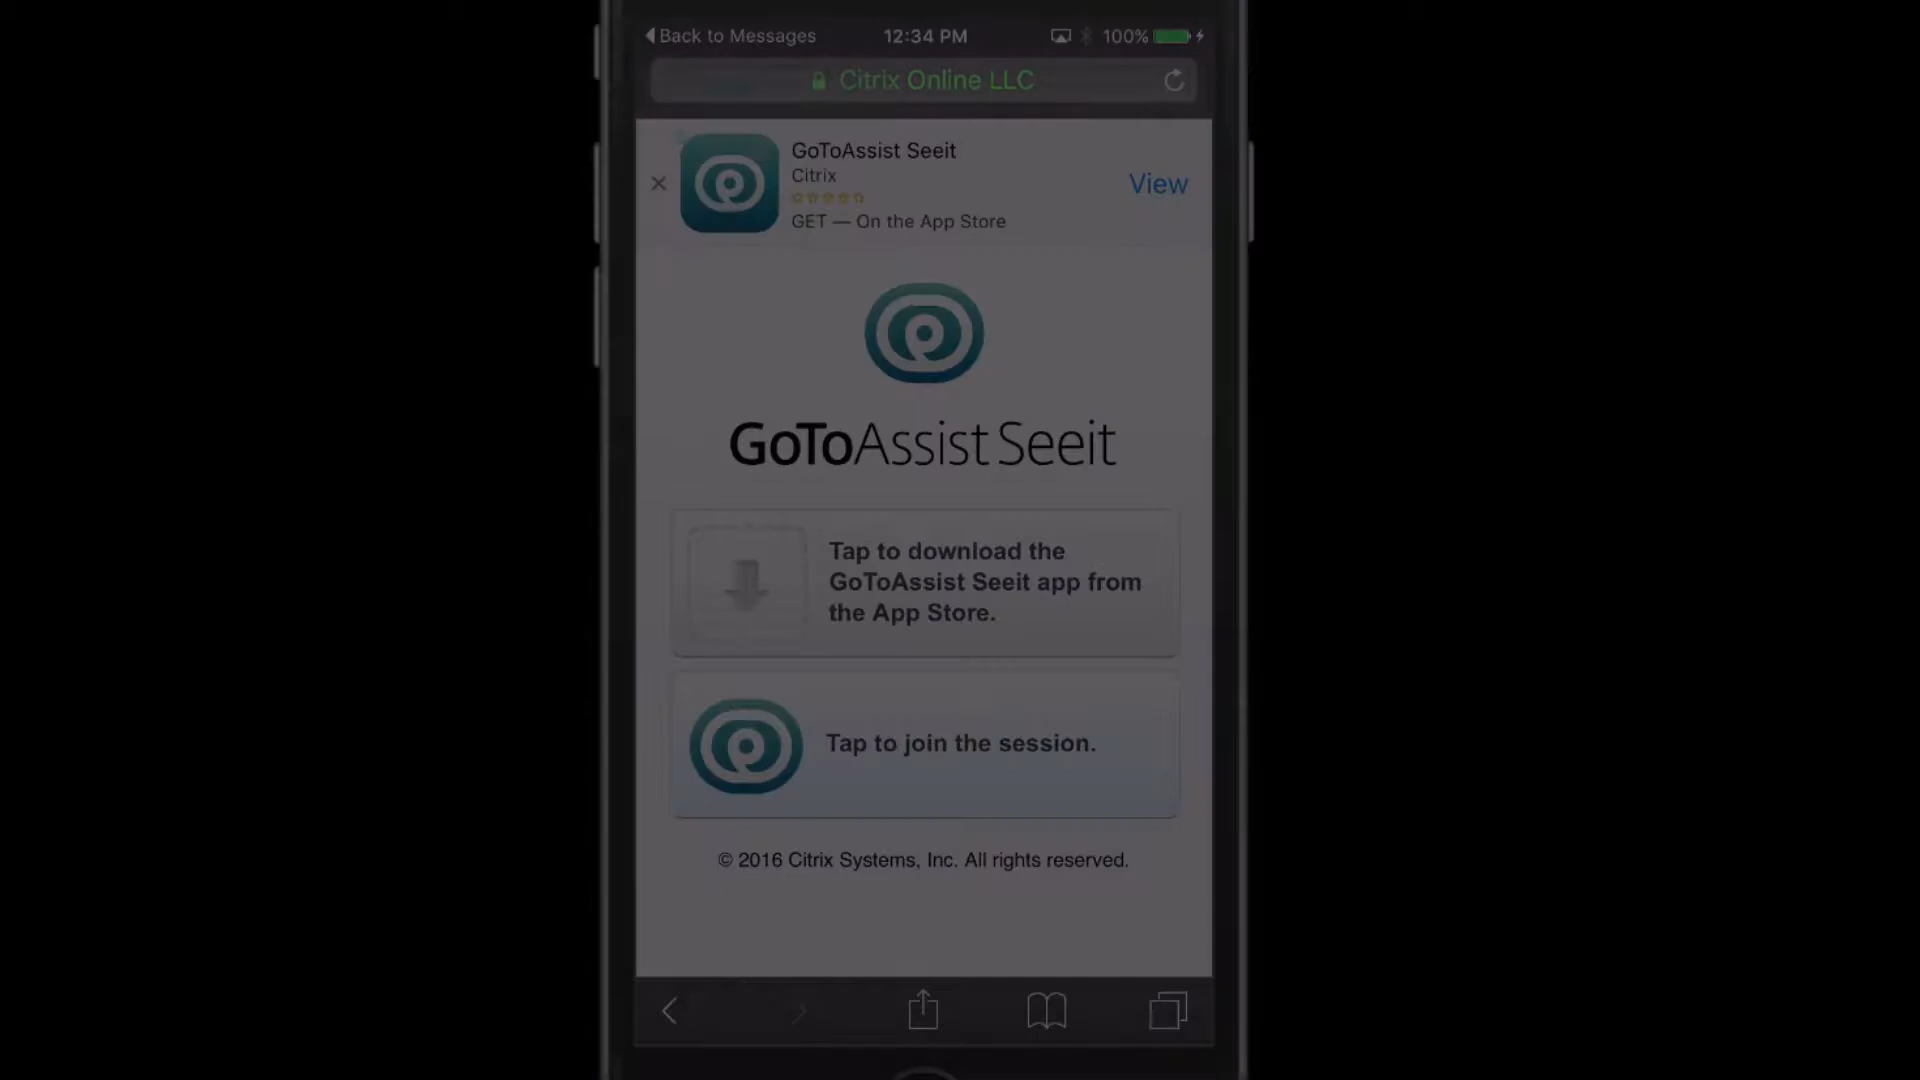 Back to Messages
12:34 PM
100%
Citrix Online LLC
GoToAssist Seeit
Citrix
GET — On the App Store
View
GoToAssist Seeit
Tap to download the
GoToAssist Seeit app from
the App Store.
Tap to join the session.
© 2016 Citrix Systems, Inc. All rights reserved.